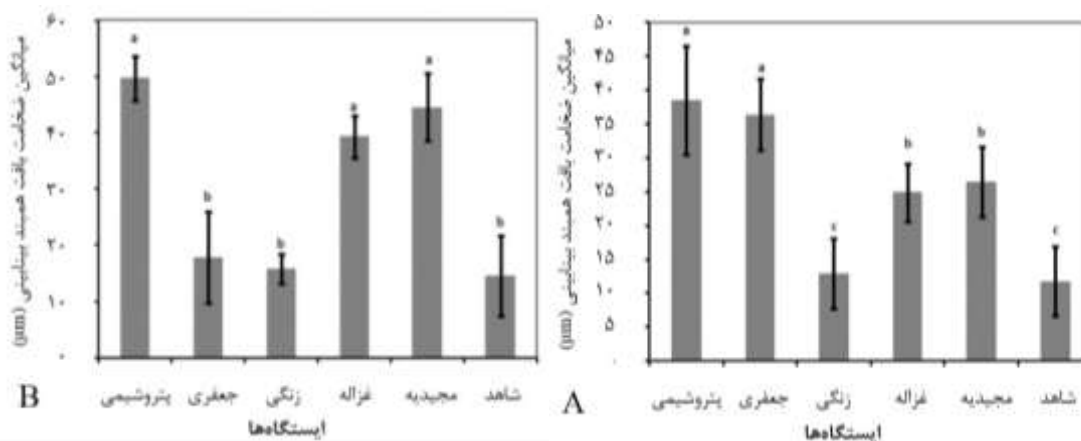 B
میانگین ضخامت بافت همبند بینابینی (µm)
۶۰
۵۰
۴۰
۳۰
۲۰
۱۰
۰
a
b
b
a
a
b
پتروشیمی جعفری زنگی غزاله مجیدیه شاهد
ایستگاه‌ها
A
میانگین ضخامت بافت همبند بینابینی (µm)
۵۰
۴۵
۴۰
۳۵
۳۰
۲۵
۲۰
۱۵
۱۰
۵
۰
a
a
c
b
b
c
پتروشیمی جعفری زنگی غزاله مجیدیه شاهد
ایستگاه‌ها